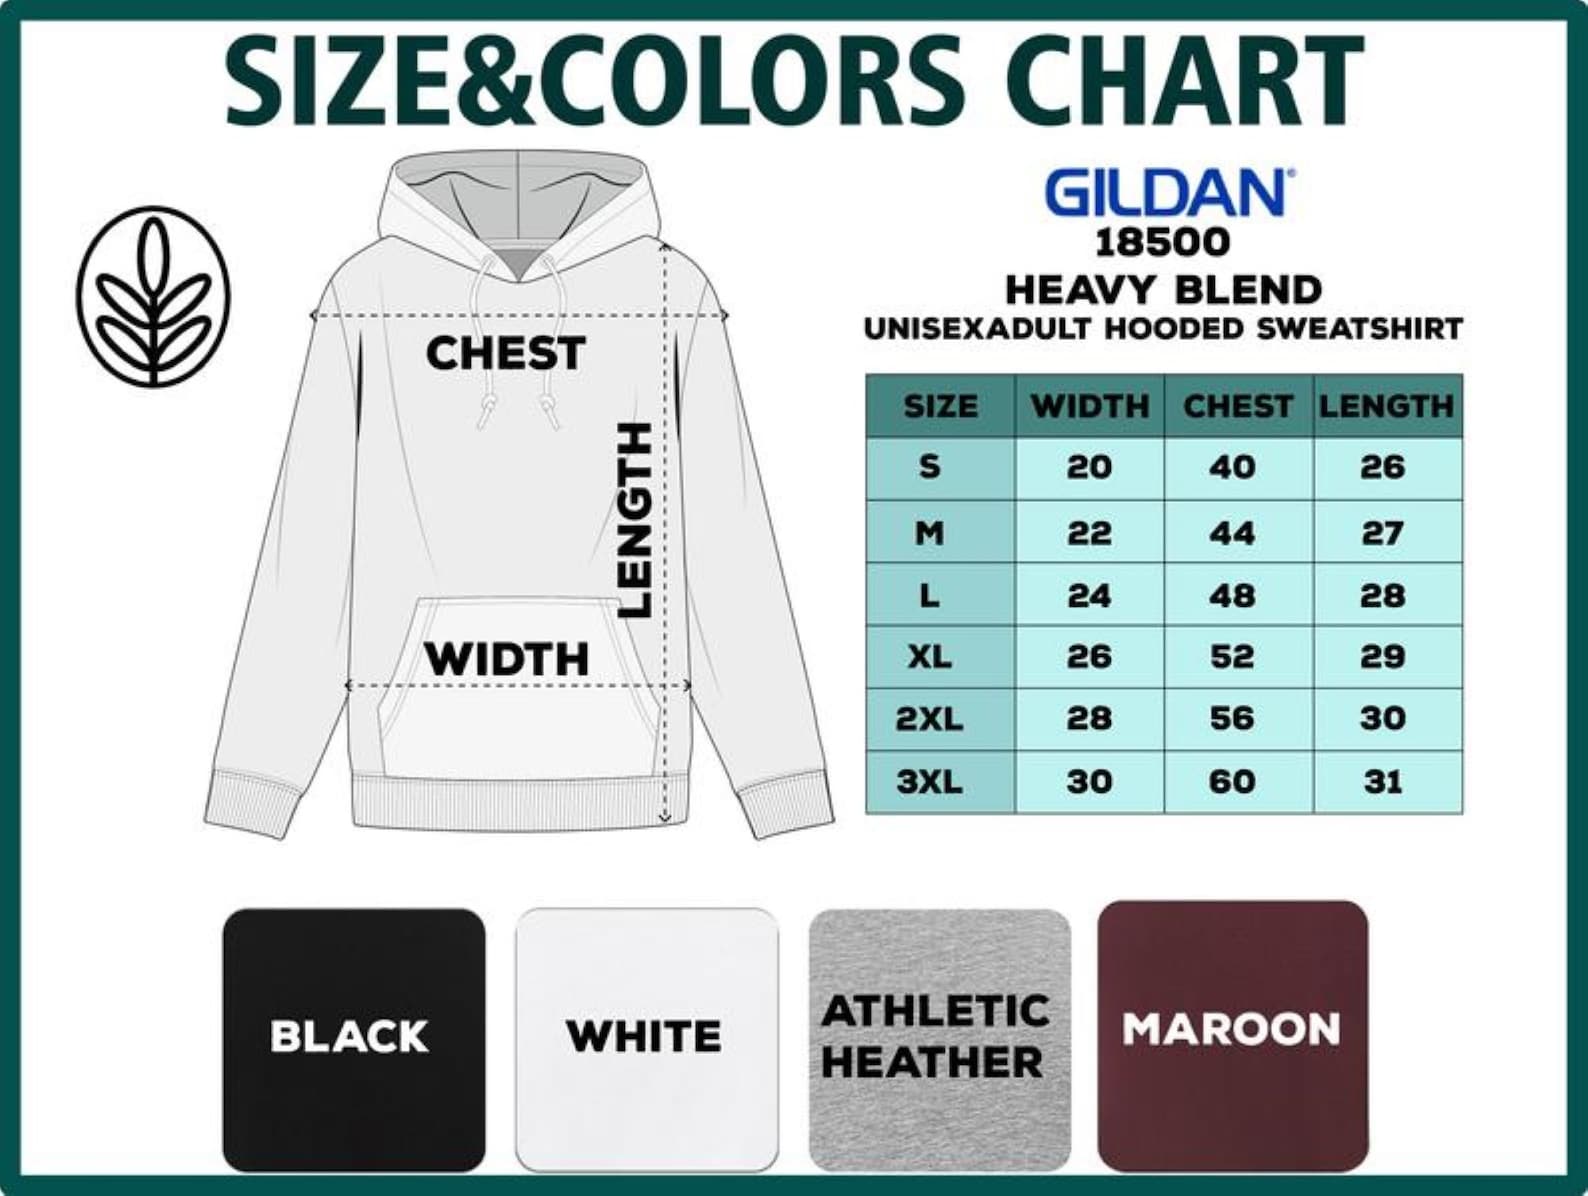 SIZE&COLORS CHART
GILDAN®
18500
HEAVY BLEND
UNISEXADULT HOODED SWEATSHIRT
CHEST
LENGTH
WIDTH
SIZE WIDTH CHEST LENGTH
S 20 40 26
M 22 44 27
L 24 48 28
XL 26 52 29
2XL 28 56 30
3XL 30 60 31
BLACK
WHITE
ATHLETIC
HEATHER
MAROON